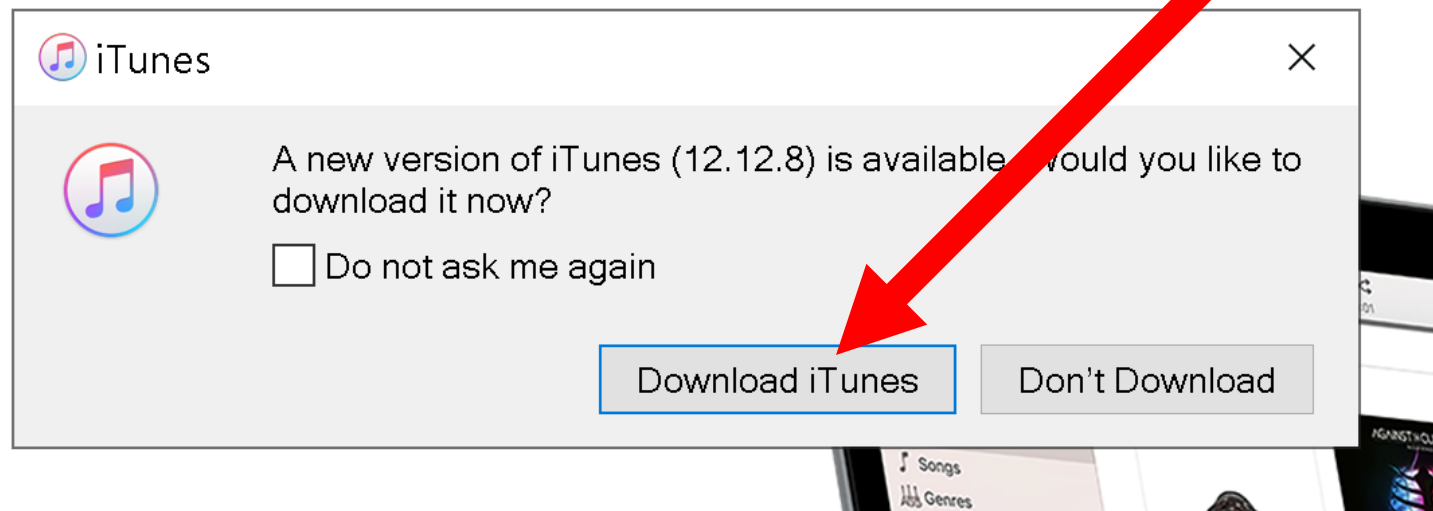 iTunes
A new version of iTunes (12.12.8) is available. Would you like to
download it now?
Do not ask me again
Download iTunes
Don't Download
Songs
Genres